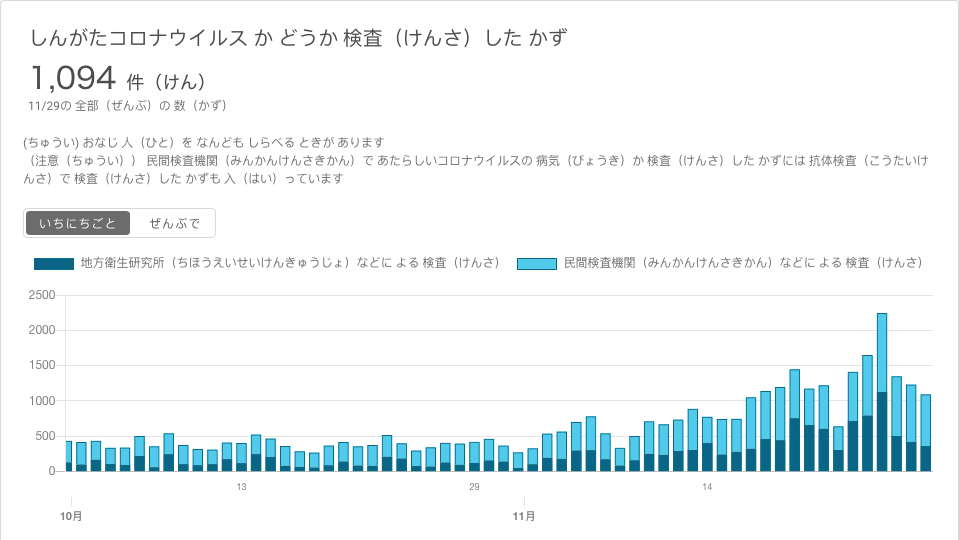 しんがたコロナウイルス か どうか 検査（けんさ）した かず
1,094 件（けん）
11/29の 全部（ぜんぶ）の 数（かず）
(ちゅうい) おなじ 人（ひと）を なんども しらべる ときが あります
（注意（ちゅうい）） 民間検査機関（みんかんけんさきかん）で あたらしいコロナウイルスの 病気（びょうき）か 検査（けんさ）した かずには 抗体検査（こうたいけ
んさ）で 検査（けんさ）した かずも 入（はい）っています
いちにちごと ぜんぶで
地方衛生研究所（ちほうえいせいけんきゅうじょ）などに よる 検査（けんさ） 民間検査機関（みんかんけんさきかん）などに よる 検査（けんさ）
2500
2000
1500
1000
500
0
13 29 14
10月 11月